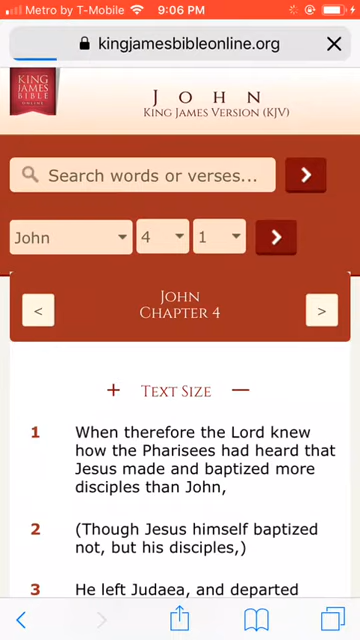 Metro by T-Mobile 9:06 PM
kingjamesbibleonline.org
KING
JAMES
BIBLE
ONLINE
JOHN
KING JAMES VERSION (KJV)
Search words or verses...
John 4 1
< JOHN >
CHAPTER 4
+ TEXT SIZE —
1 When therefore the Lord knew
how the Pharisees had heard that
Jesus made and baptized more
disciples than John,
2 (Though Jesus himself baptized
not, but his disciples,)
3 He left Judaea, and departed